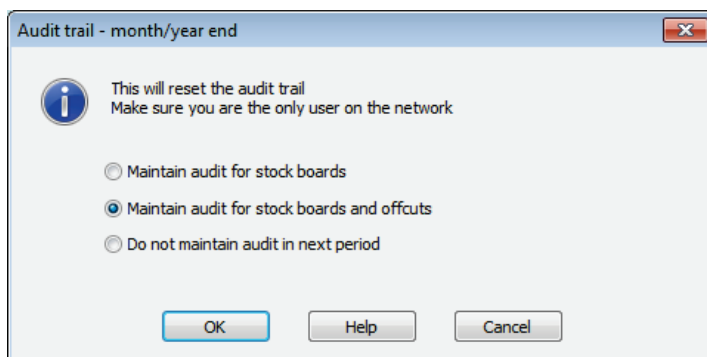 Audit trail - month/year end
This will reset the audit trail
Make sure you are the only user on the network
Maintain audit for stock boards
Maintain audit for stock boards and offcuts
Do not maintain audit in next period
OK Help Cancel